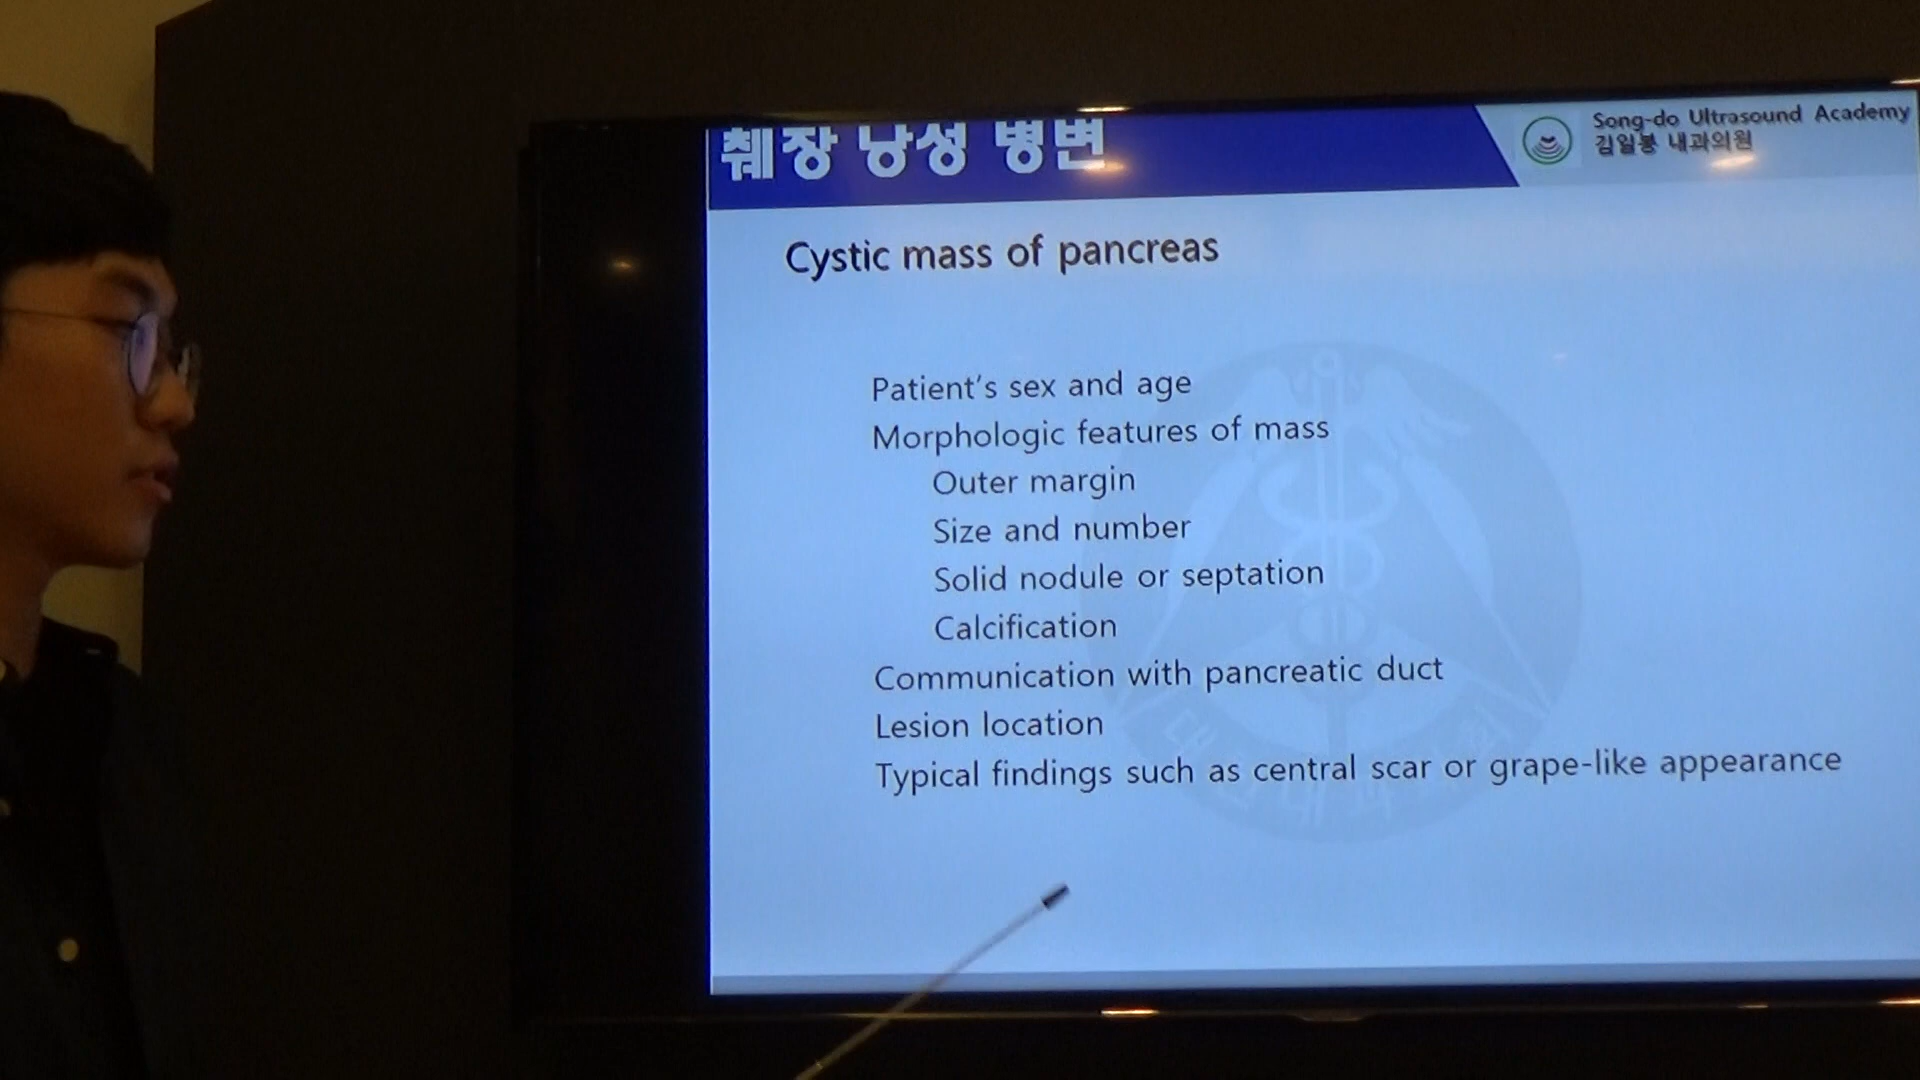 췌장 낭성 병변
Song-do Ultrasound Academy
김일봉 내과의원
Cystic mass of pancreas
Patient's sex and age
Morphologic features of mass
Outer margin
Size and number
Solid nodule or septation
Calcification
Communication with pancreatic duct
Lesion location
Typical findings such as central scar or grape-like appearance